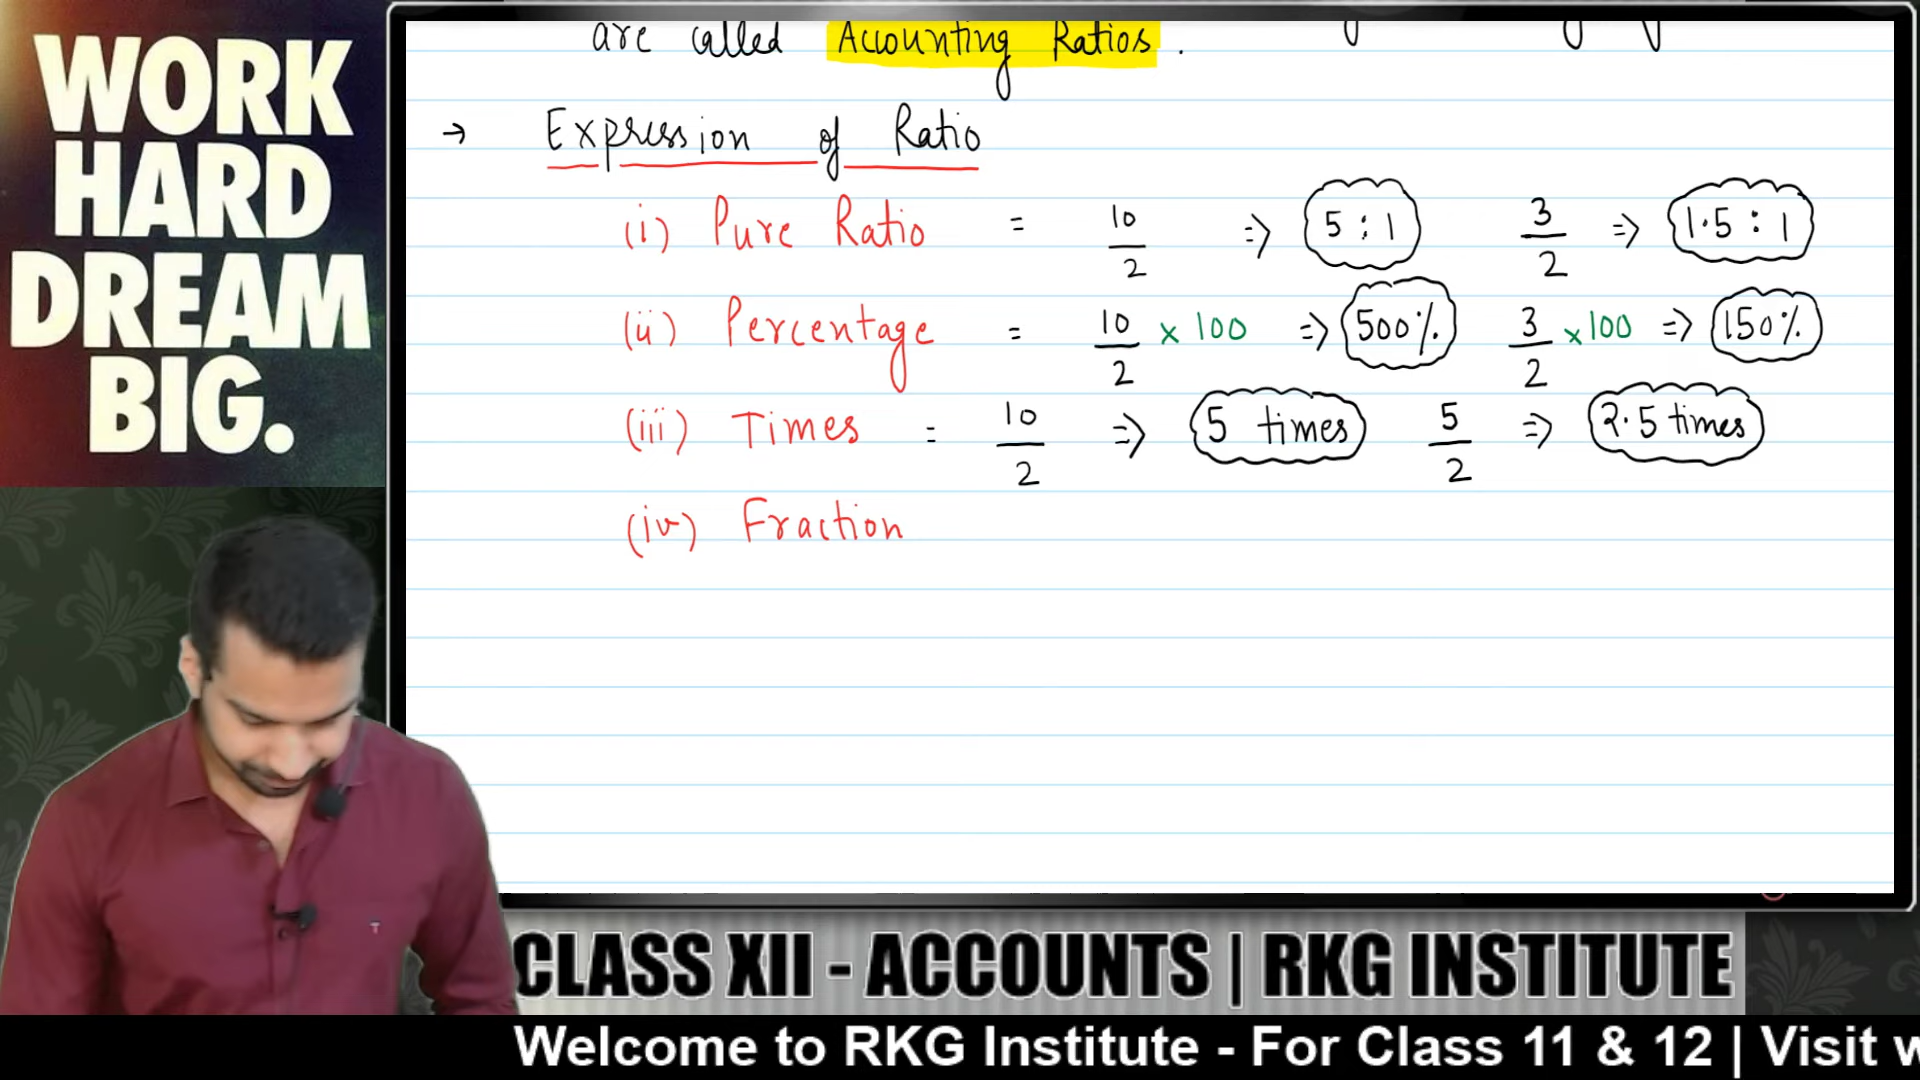 WORK
HARD
DREAM
BIG.
are called Accounting Ratios.
→ Expression of Ratio
(i) Pure Ratio = 10/2 => 5 : 1 3/2 => 1.5 : 1
(ii) Percentage = 10/2 × 100 => 500% 3/2 ×100 => 150%
(iii) Times = 10/2 => 5 times 5/2 => 2.5 times
(iv) Fraction
CLASS XII - ACCOUNTS | RKG INSTITUTE
Welcome to RKG Institute - For Class 11 & 12 | Visit